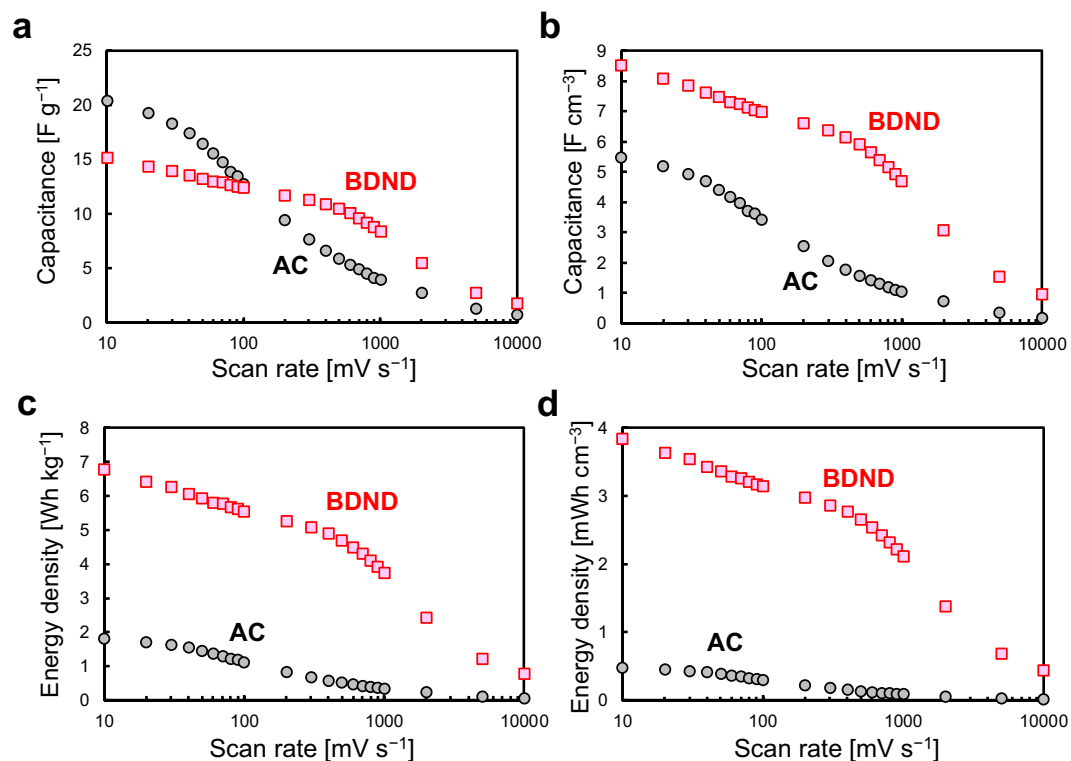 a
25
20
15
10
5
0
Capacitance [F g⁻¹]
BDND
AC
10
100
1000
10000
Scan rate [mV s⁻¹]
b
9
8
7
6
5
4
3
2
1
0
Capacitance [F cm⁻³]
BDND
AC
10
100
1000
10000
Scan rate [mV s⁻¹]
c
8
7
6
5
4
3
2
1
0
Energy density [Wh kg⁻¹]
BDND
AC
10
100
1000
10000
Scan rate [mV s⁻¹]
d
4
3
2
1
0
Energy density [mWh cm⁻³]
BDND
AC
10
100
1000
10000
Scan rate [mV s⁻¹]